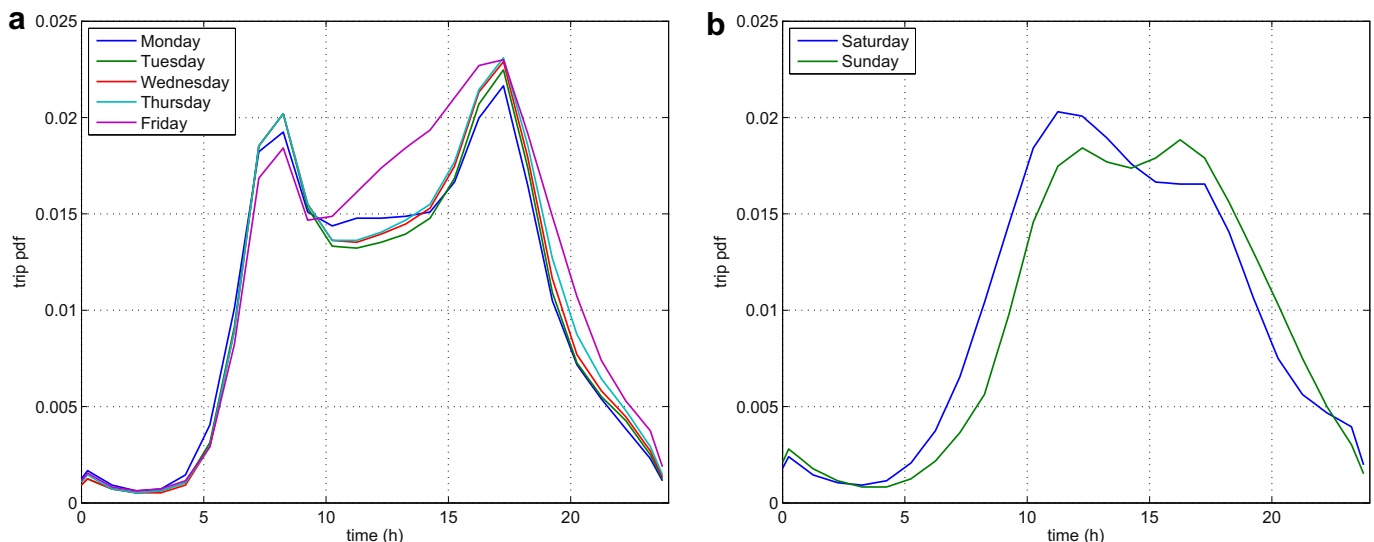 a
0.025
0.02
0.015
0.01
0.005
0
trip pdf
Monday
Tuesday
Wednesday
Thursday
Friday
0 5 10 15 20
time (h)
b
0.025
0.02
0.015
0.01
0.005
0
trip pdf
Saturday
Sunday
0 5 10 15 20
time (h)